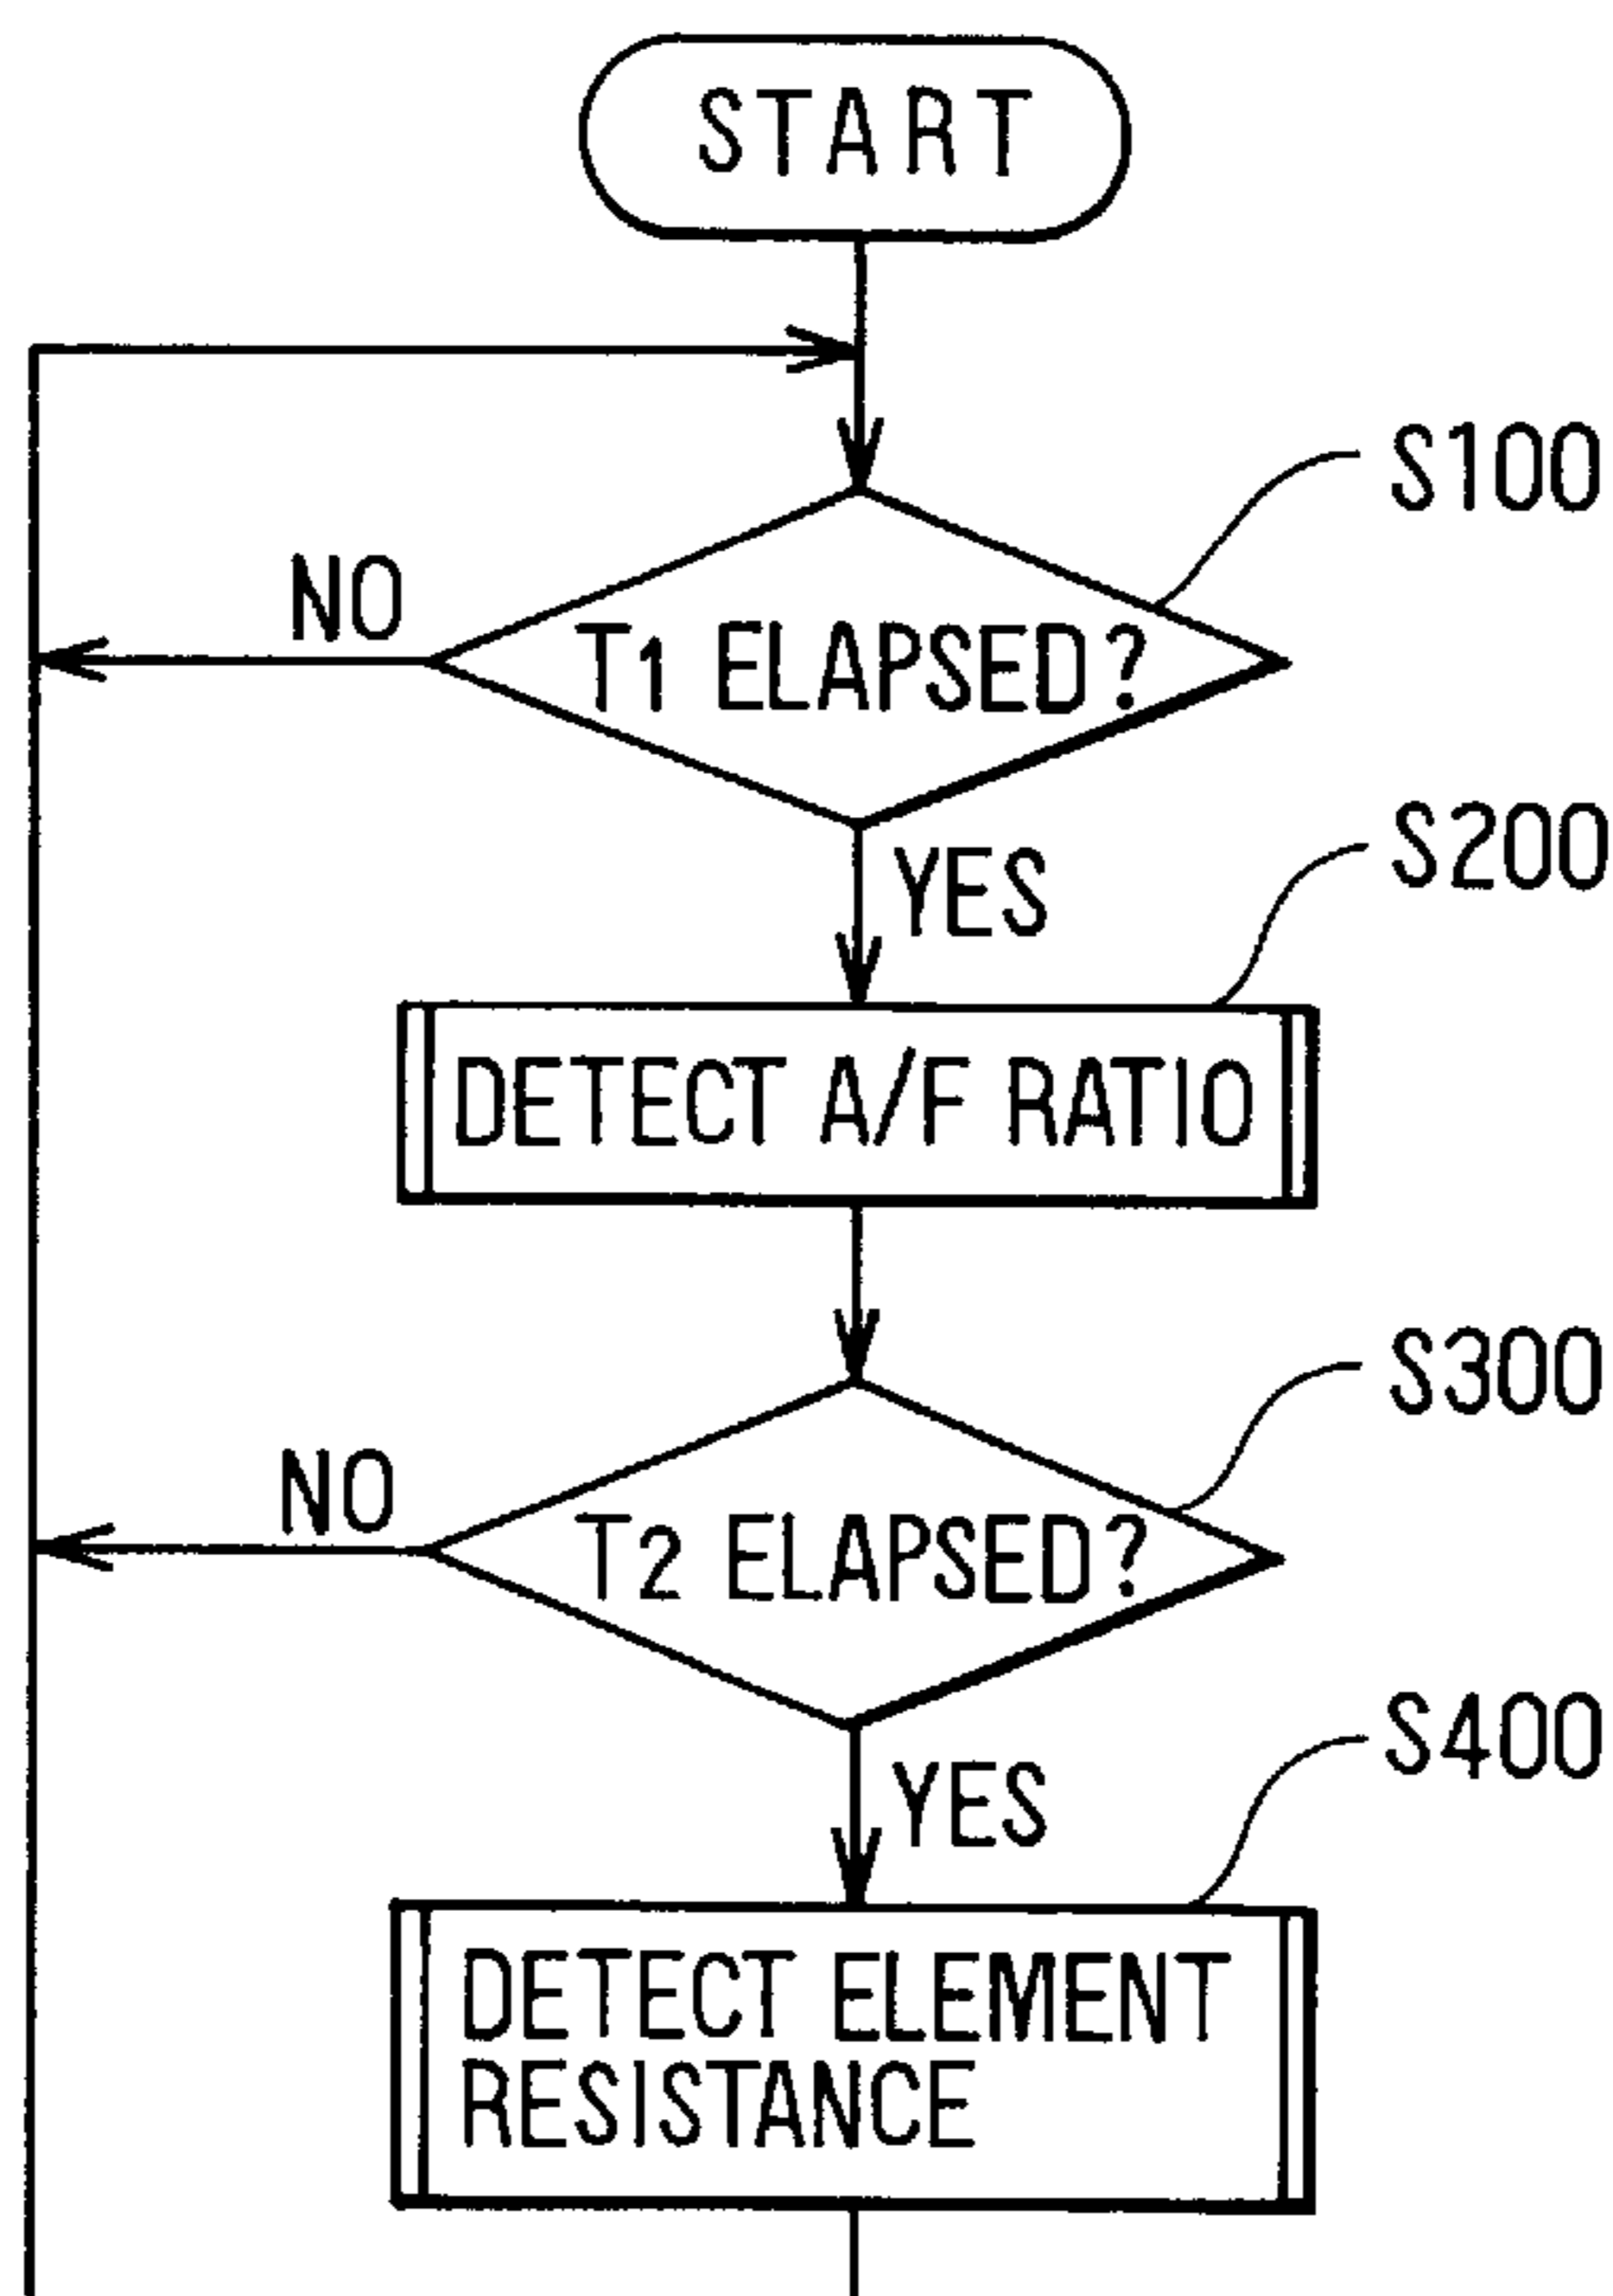 START
S100
NO
T1 ELAPSED?
S200
YES
DETECT A/F RATIO
S300
NO
T2 ELAPSED?
S400
YES
DETECT ELEMENT
RESISTANCE